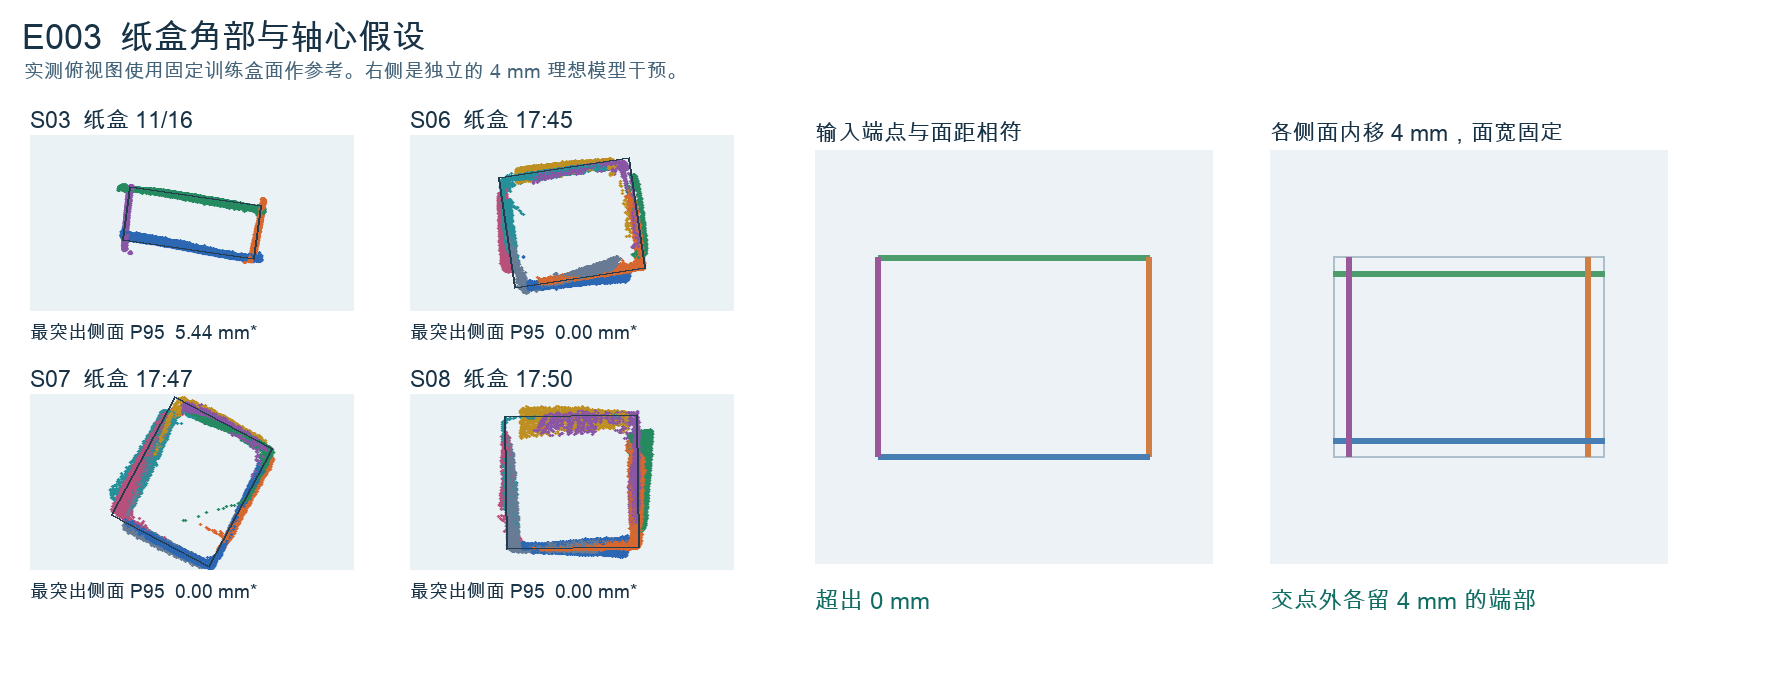 E003 纸盒角部与轴心假设
实测俯视图使用固定训练盒面作参考。右侧是独立的 4 mm 理想模型干预。
S03 纸盒 11/16
最突出侧面 P95 5.44 mm*
S06 纸盒 17:45
最突出侧面 P95 0.00 mm*
S07 纸盒 17:47
最突出侧面 P95 0.00 mm*
S08 纸盒 17:50
最突出侧面 P95 0.00 mm*
输入端点与面距相符
超出 0 mm
各侧面内移 4 mm，面宽固定
交点外各留 4 mm 的端部